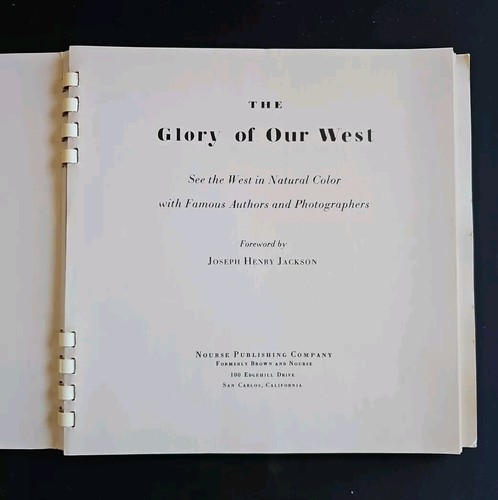 THE
Glory of Our West
See the West in Natural Color
with Famous Authors and Photographers
Foreword by
JOSEPH HENRY JACKSON
NOURSE PUBLISHING COMPANY
FORMERLY BROWN AND NOURSE
100 EDGEHILL DRIVE
SAN CARLOS, CALIFORNIA